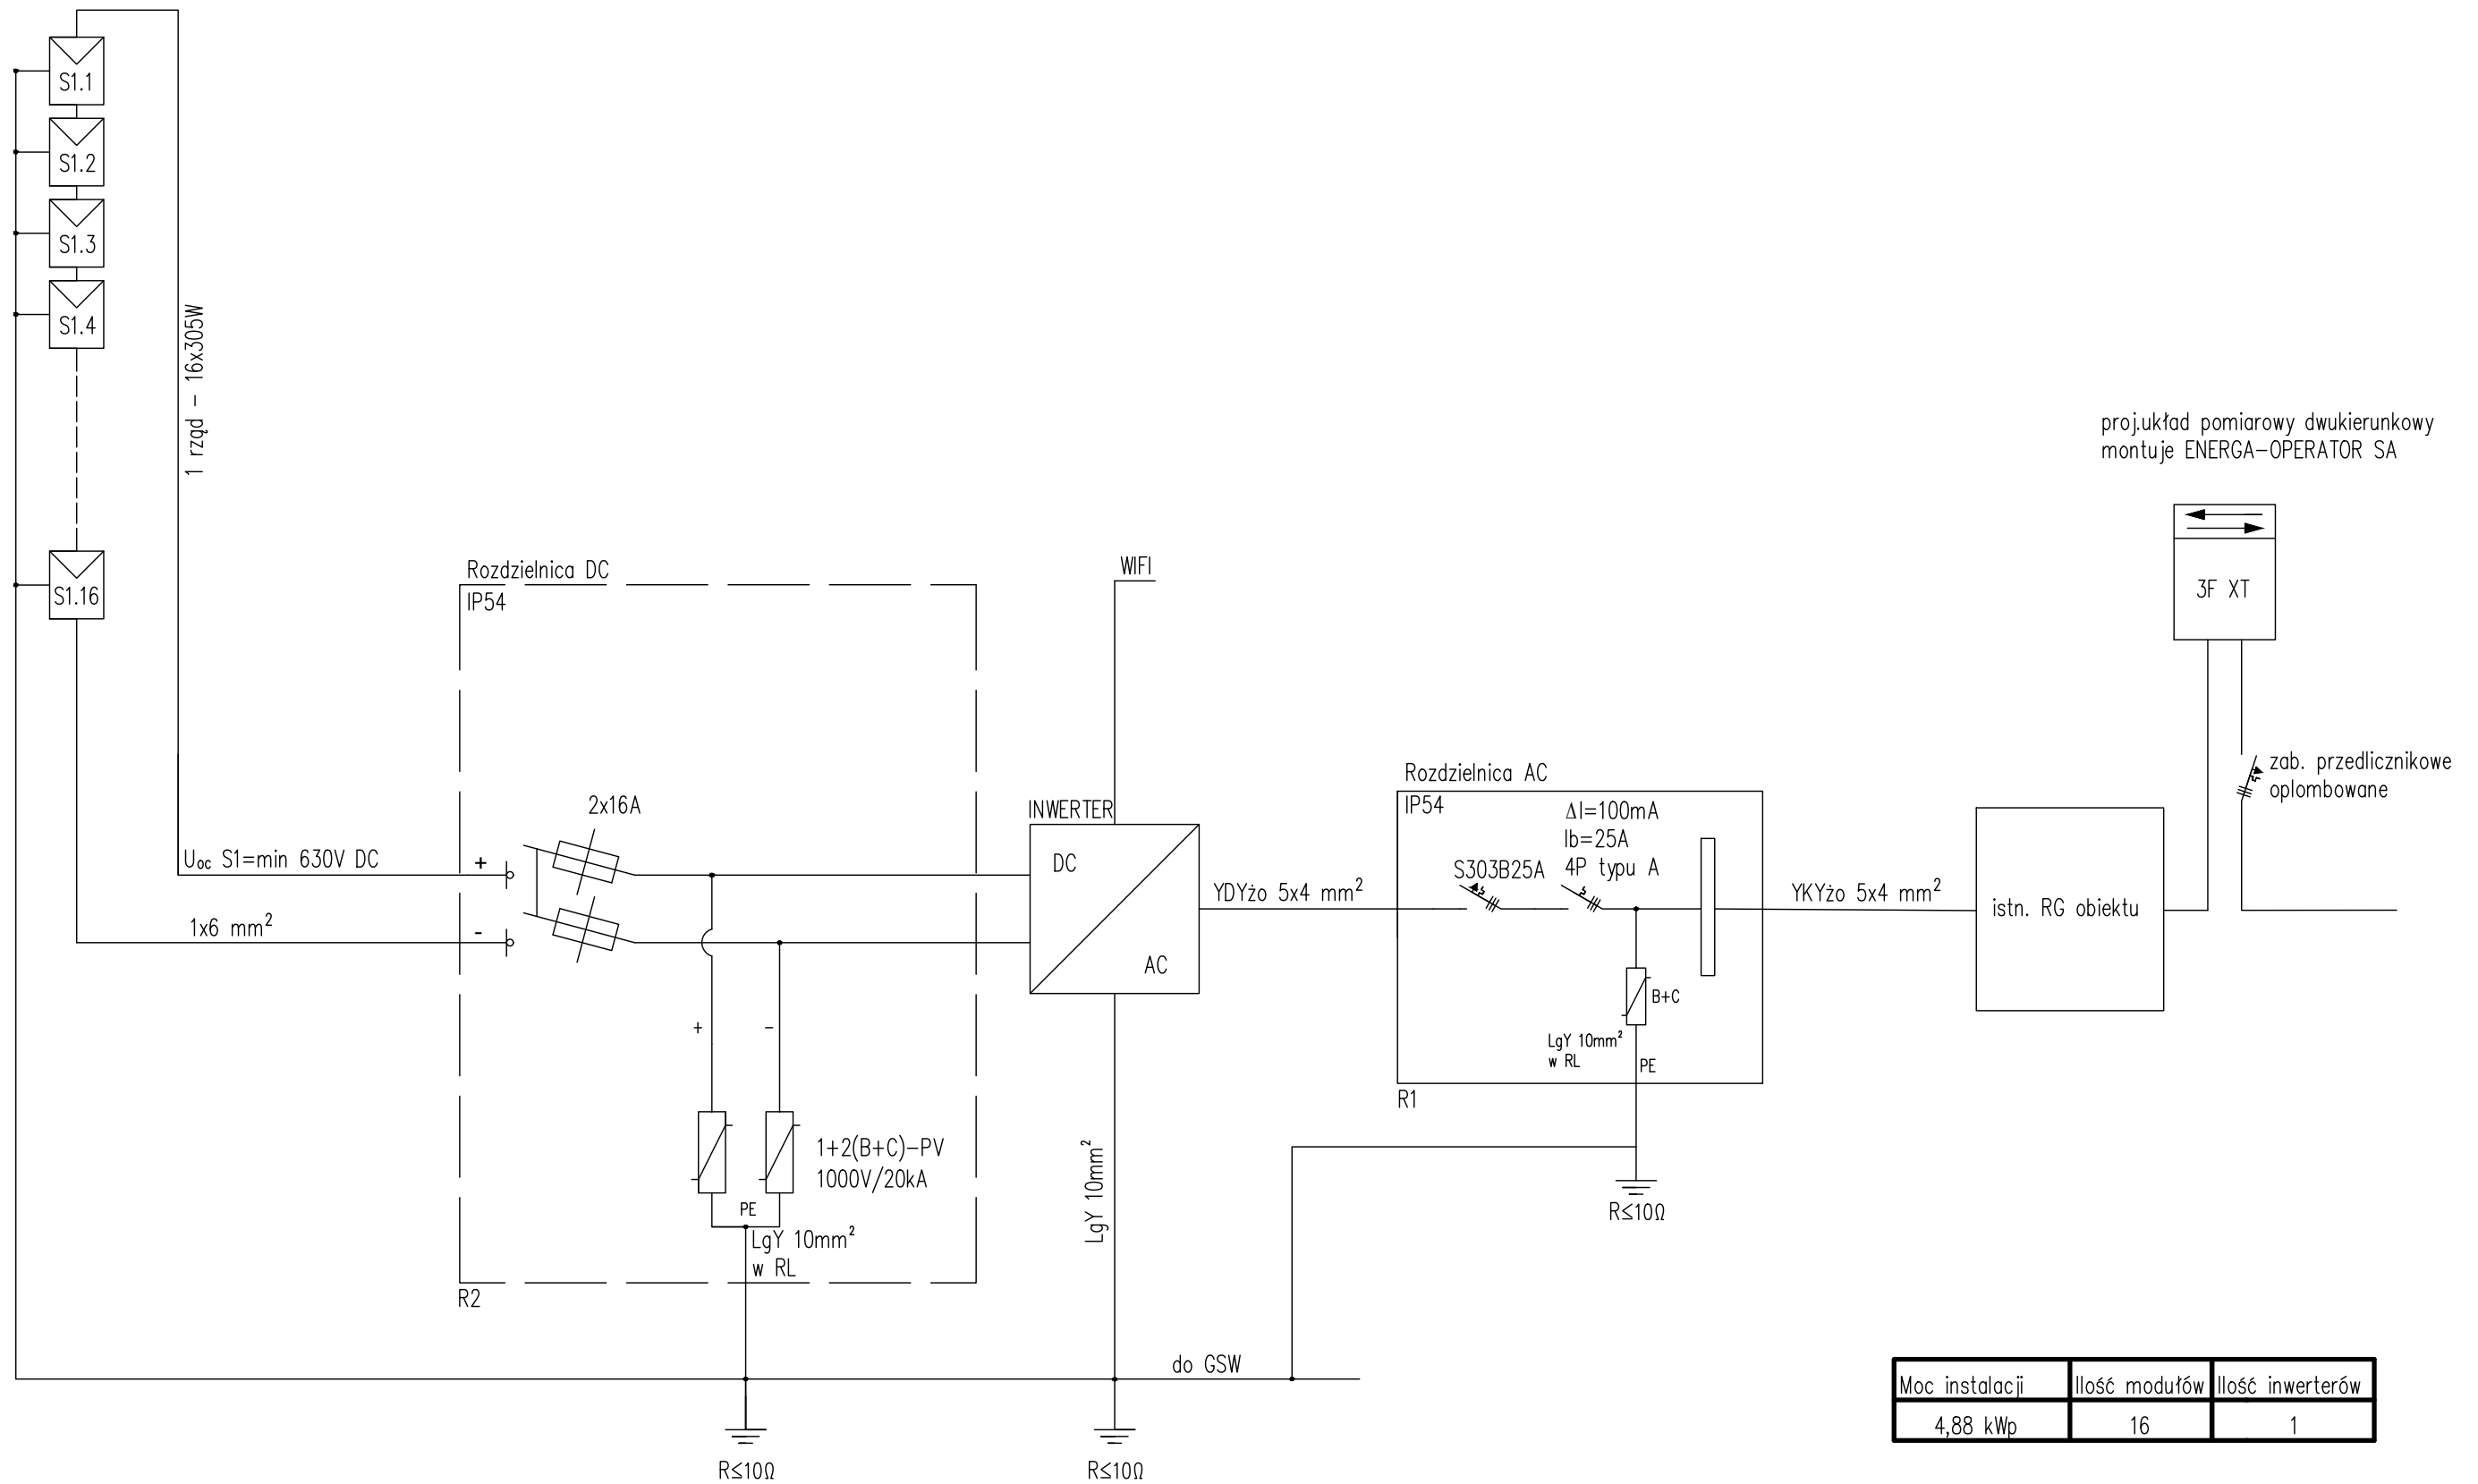 S1.1
S1.2
S1.3
S1.4
S1.16
1 rząd - 16x305W
Uoc S1=min 630V DC
1x6 mm²
Rozdzielnica DC
IP54
2x16A
+
-
+
-
1+2(B+C)-PV
1000V/20kA
PE
LgY 10mm²
w RL
R2
R≤10Ω
WIFI
INWERTER
DC
AC
LgY 10mm²
R≤10Ω
do GSW
YDYżo 5x4 mm²
Rozdzielnica AC
IP54
ΔI=100mA
Ib=25A
4P typu A
S303B25A
B+C
LgY 10mm²
w RL
PE
R1
R≤10Ω
YKYżo 5x4 mm²
istn. RG obiektu
proj.układ pomiarowy dwukierunkowy
montuje ENERGA-OPERATOR SA
3F XT
zab. przedlicznikowe
oplombowane
Moc instalacji Ilość modułów Ilość inwerterów
4,88 kWp 16 1